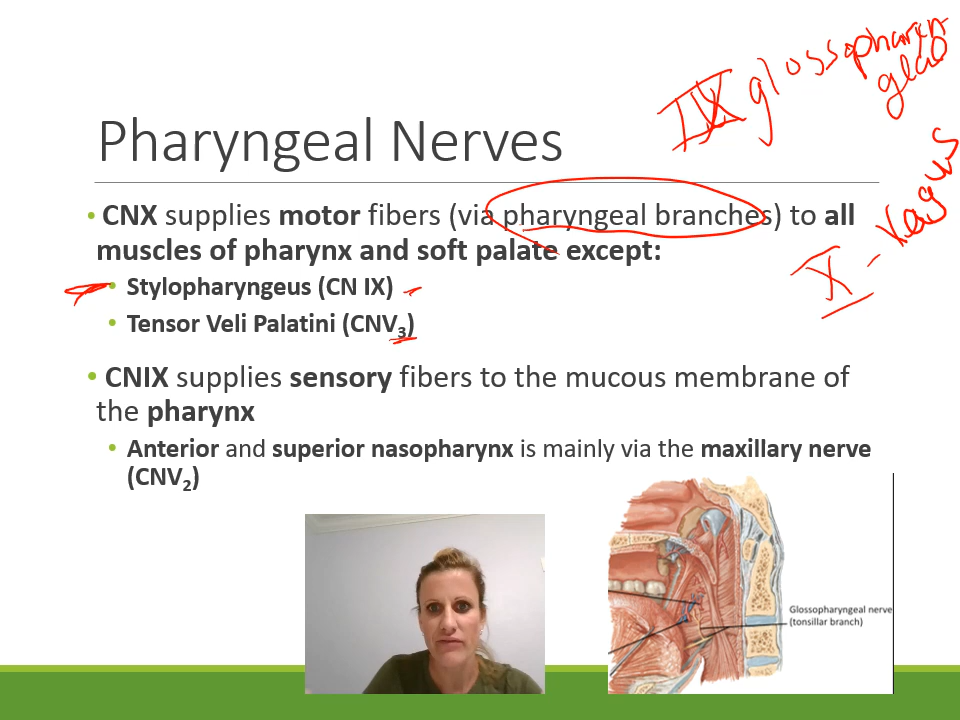 IX glossopharyn
geal
Pharyngeal Nerves
• CNX supplies motor fibers (via pharyngeal branches) to all
muscles of pharynx and soft palate except:
• Stylopharyngeus (CN IX)
• Tensor Veli Palatini (CNV3)
X - Vagus
• CNIX supplies sensory fibers to the mucous membrane of
the pharynx
• Anterior and superior nasopharynx is mainly via the maxillary nerve
(CNV2)
Glossopharyngeal nerve
(tonsillar branch)